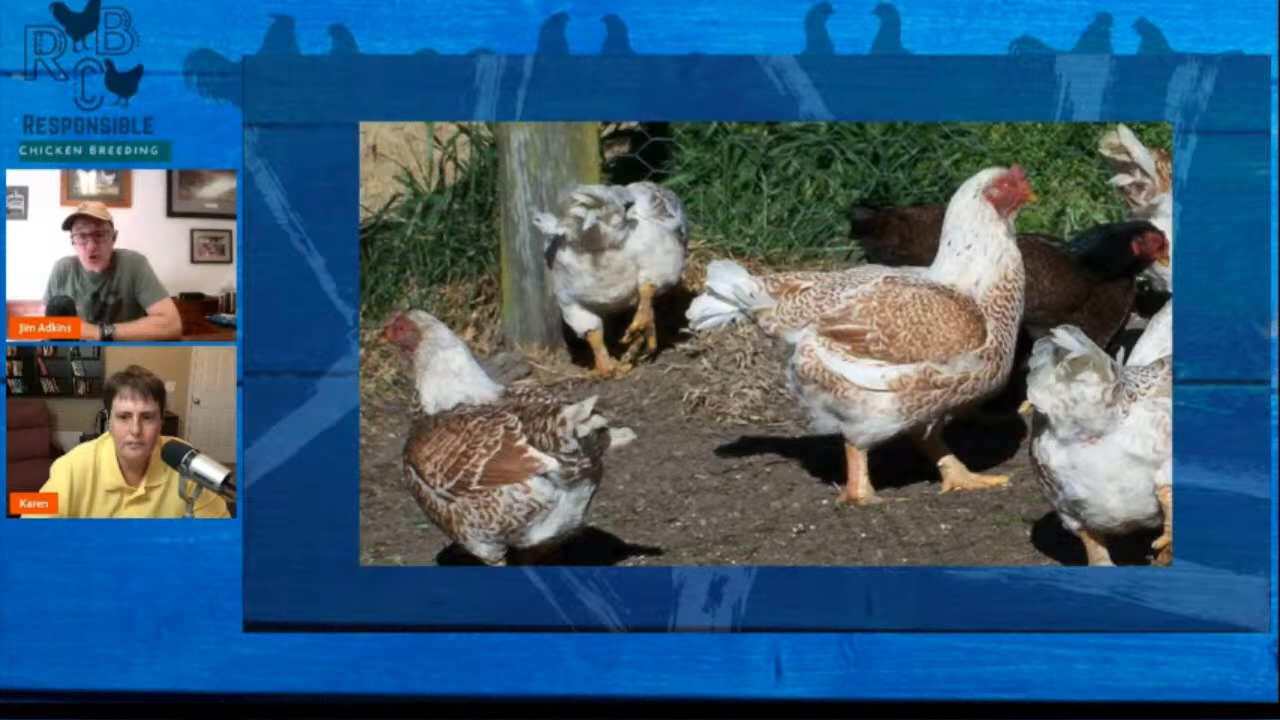 RBC
RESPONSIBLE
CHICKEN BREEDING
Jim Adkins
Karen